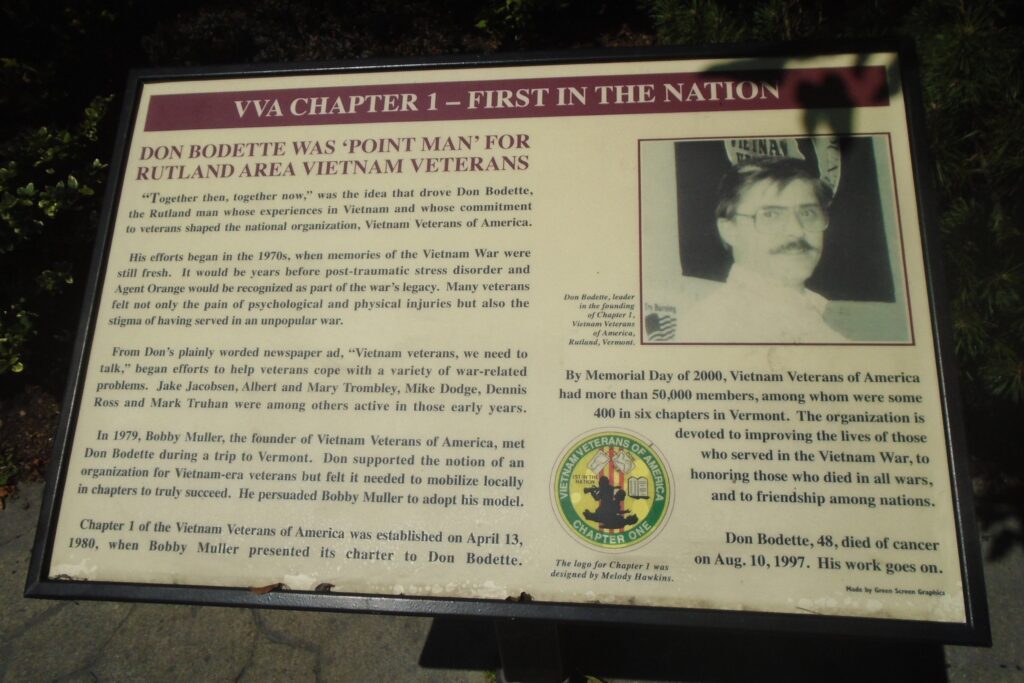 VVA CHAPTER 1 – FIRST IN THE NATION
DON BODETTE WAS ‘POINT MAN’ FOR
RUTLAND AREA VIETNAM VETERANS
“Together then, together now,” was the idea that drove Don Bodette,
the Rutland man whose experiences in Vietnam and whose commitment
to veterans shaped the national organization, Vietnam Veterans of America.
His efforts began in the 1970s, when memories of the Vietnam War were
still fresh. It would be years before post-traumatic stress disorder and
Agent Orange would be recognized as part of the war’s legacy. Many veterans
felt not only the pain of psychological and physical injuries but also the
stigma of having served in an unpopular war.
From Don’s plainly worded newspaper ad, “Vietnam veterans, we need to
talk,” began efforts to help veterans cope with a variety of war-related
problems. Jake Jacobsen, Albert and Mary Trombley, Mike Dodge, Dennis
Ross and Mark Truhan were among others active in those early years.
In 1979, Bobby Muller, the founder of Vietnam Veterans of America, met
Don Bodette during a trip to Vermont. Don supported the notion of an
organization for Vietnam-era veterans but felt it needed to mobilize locally
in chapters to truly succeed. He persuaded Bobby Muller to adopt his model.
Chapter 1 of the Vietnam Veterans of America was established on April 13,
1980, when Bobby Muller presented its charter to Don Bodette.
VIETNAM
Don Bodette, leader
in the founding
of Chapter 1,
Vietnam Veterans
of America,
Rutland, Vermont.
By Memorial Day of 2000, Vietnam Veterans of America
had more than 50,000 members, among whom were some
400 in six chapters in Vermont. The organization is
devoted to improving the lives of those
who served in the Vietnam War, to
honoring those who died in all wars,
and to friendship among nations.
VIETNAM VETERANS OF AMERICA
1ST IN THE
NATION
CHAPTER ONE
The logo for Chapter 1 was
designed by Melody Hawkins.
Don Bodette, 48, died of cancer
on Aug. 10, 1997. His work goes on.
Made by Green Screen Graphics